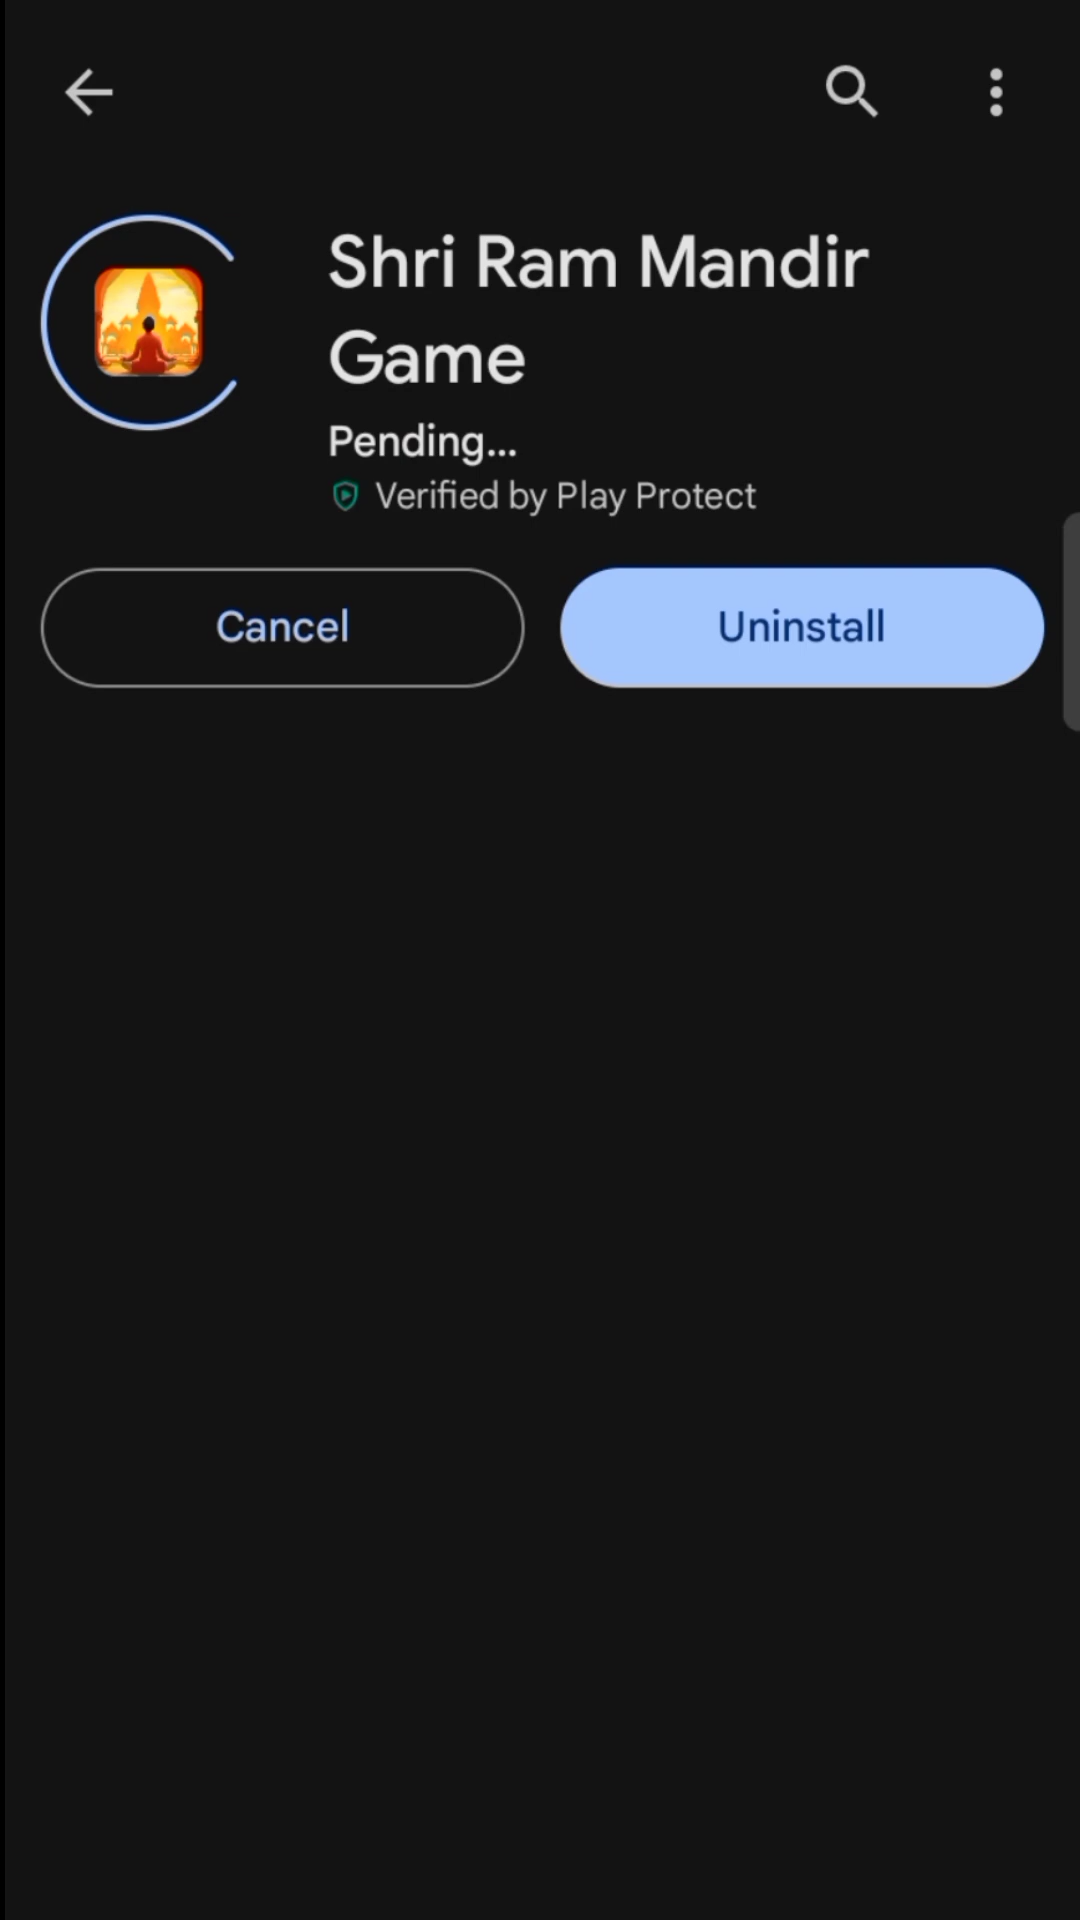 Shri Ram Mandir
Game
Pending...
Verified by Play Protect
Cancel
Uninstall